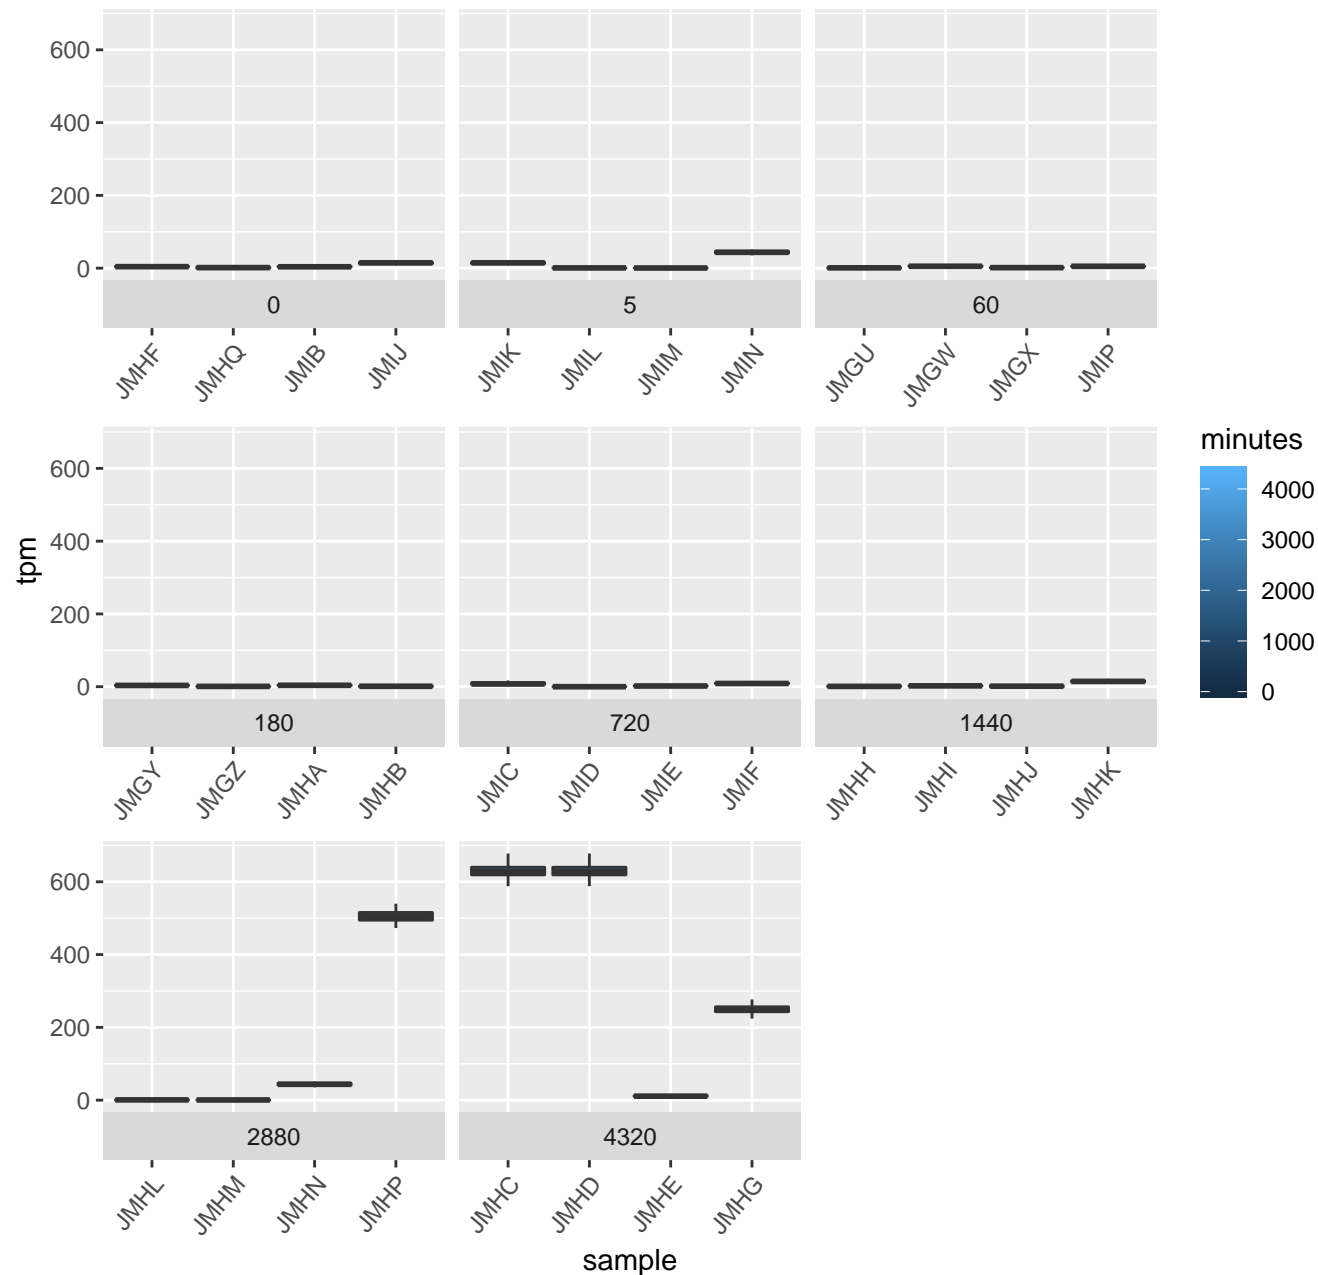 600
400
200
0
0
5
60
JMHF
JMHQ
JMIB
JMIJ
JMIK
JMIL
JMIM
JMIN
JMGU
JMGW
JMGX
JMIP
tpm
600
400
200
0
180
720
1440
JMGY
JMGZ
JMHA
JMHB
JMIC
JMID
JMIE
JMIF
JMHH
JMHI
JMHJ
JMHK
minutes
4000
3000
2000
1000
0
600
400
200
0
2880
4320
JMHL
JMHM
JMHN
JMHP
JMHC
JMHD
JMHE
JMHG
sample